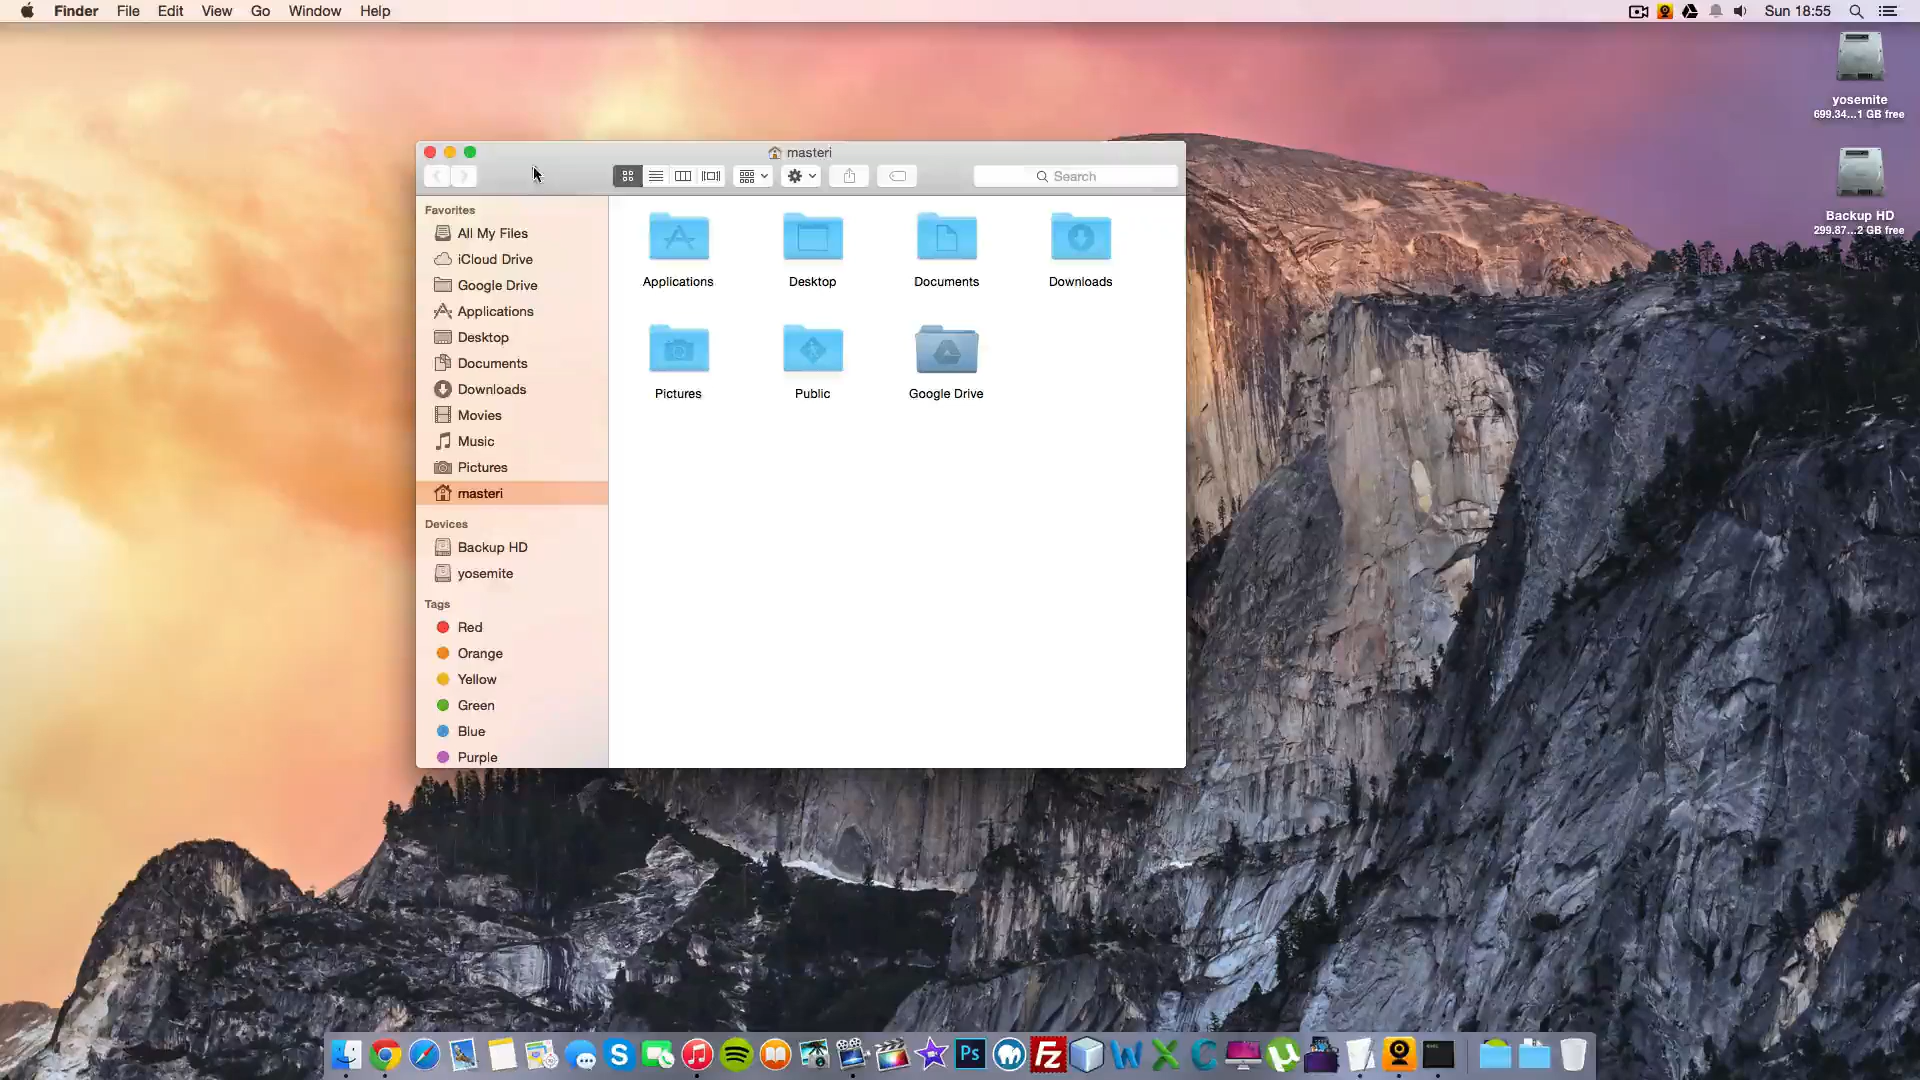 Finder File Edit View Go Window Help
Sun 18:55
yosemite
699.34...1 GB free
Backup HD
299.87...2 GB free
masteri
Search
Favorites
All My Files
iCloud Drive
Google Drive
Applications
Desktop
Documents
Downloads
Movies
Music
Pictures
masteri
Devices
Backup HD
yosemite
Tags
Red
Orange
Yellow
Green
Blue
Purple
Applications Desktop Documents Downloads
Pictures Public Google Drive
Ps Fz